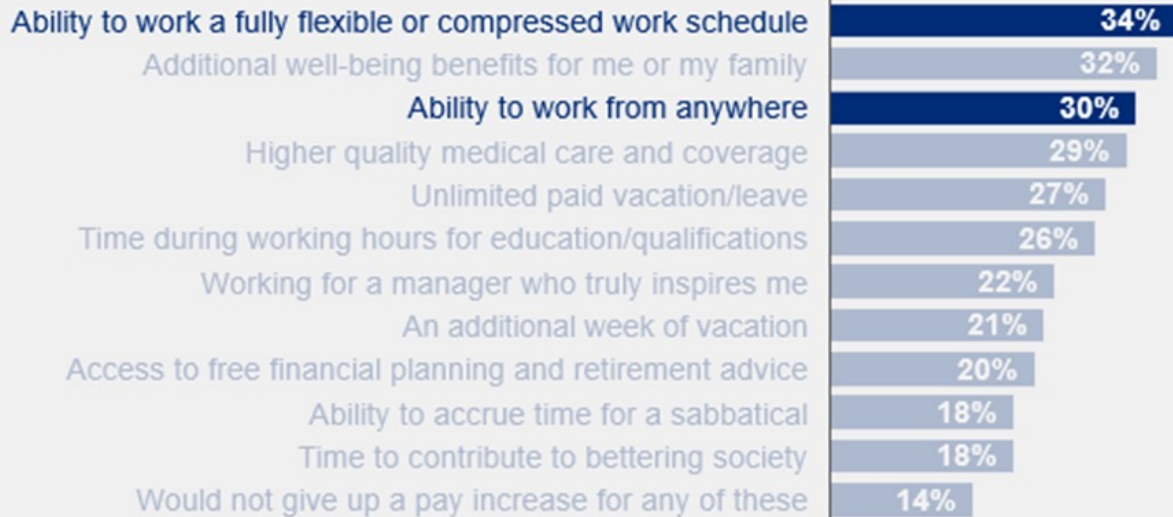 Ability to work a fully flexible or compressed work schedule 34%
Additional well-being benefits for me or my family 32%
Ability to work from anywhere 30%
Higher quality medical care and coverage 29%
Unlimited paid vacation/leave 27%
Time during working hours for education/qualifications 26%
Working for a manager who truly inspires me 22%
An additional week of vacation 21%
Access to free financial planning and retirement advice 20%
Ability to accrue time for a sabbatical 18%
Time to contribute to bettering society 18%
Would not give up a pay increase for any of these 14%